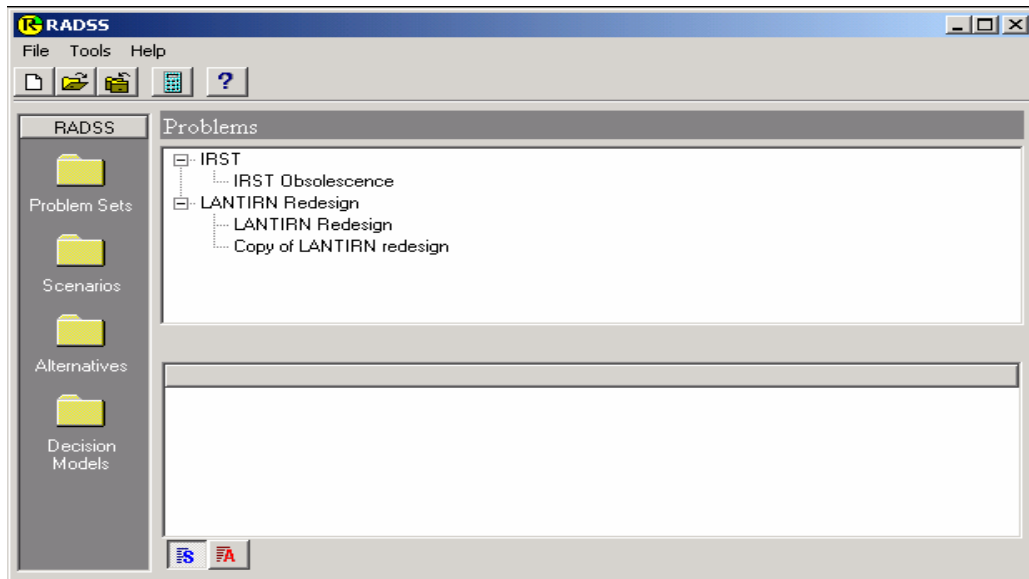 RADSS
File Tools Help
?
RADSS
Problem Sets
Scenarios
Alternatives
Decision
Models
Problems
IRST
IRST Obsolescence
LANTIRN Redesign
LANTIRN Redesign
Copy of LANTIRN redesign
S A